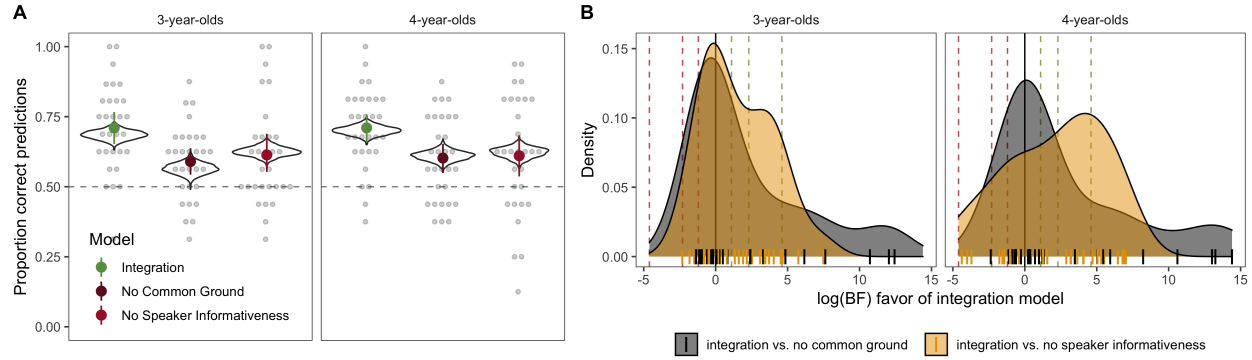 A
3-year-olds
4-year-olds
Proportion correct predictions
1.00
0.75
0.50
0.25
0.00
Model
Integration
No Common Ground
No Speaker Informativeness
B
3-year-olds
4-year-olds
Density
0.15
0.10
0.05
0.00
-5 0 5 10 15
-5 0 5 10 15
log(BF) favor of integration model
integration vs. no common ground
integration vs. no speaker informativeness